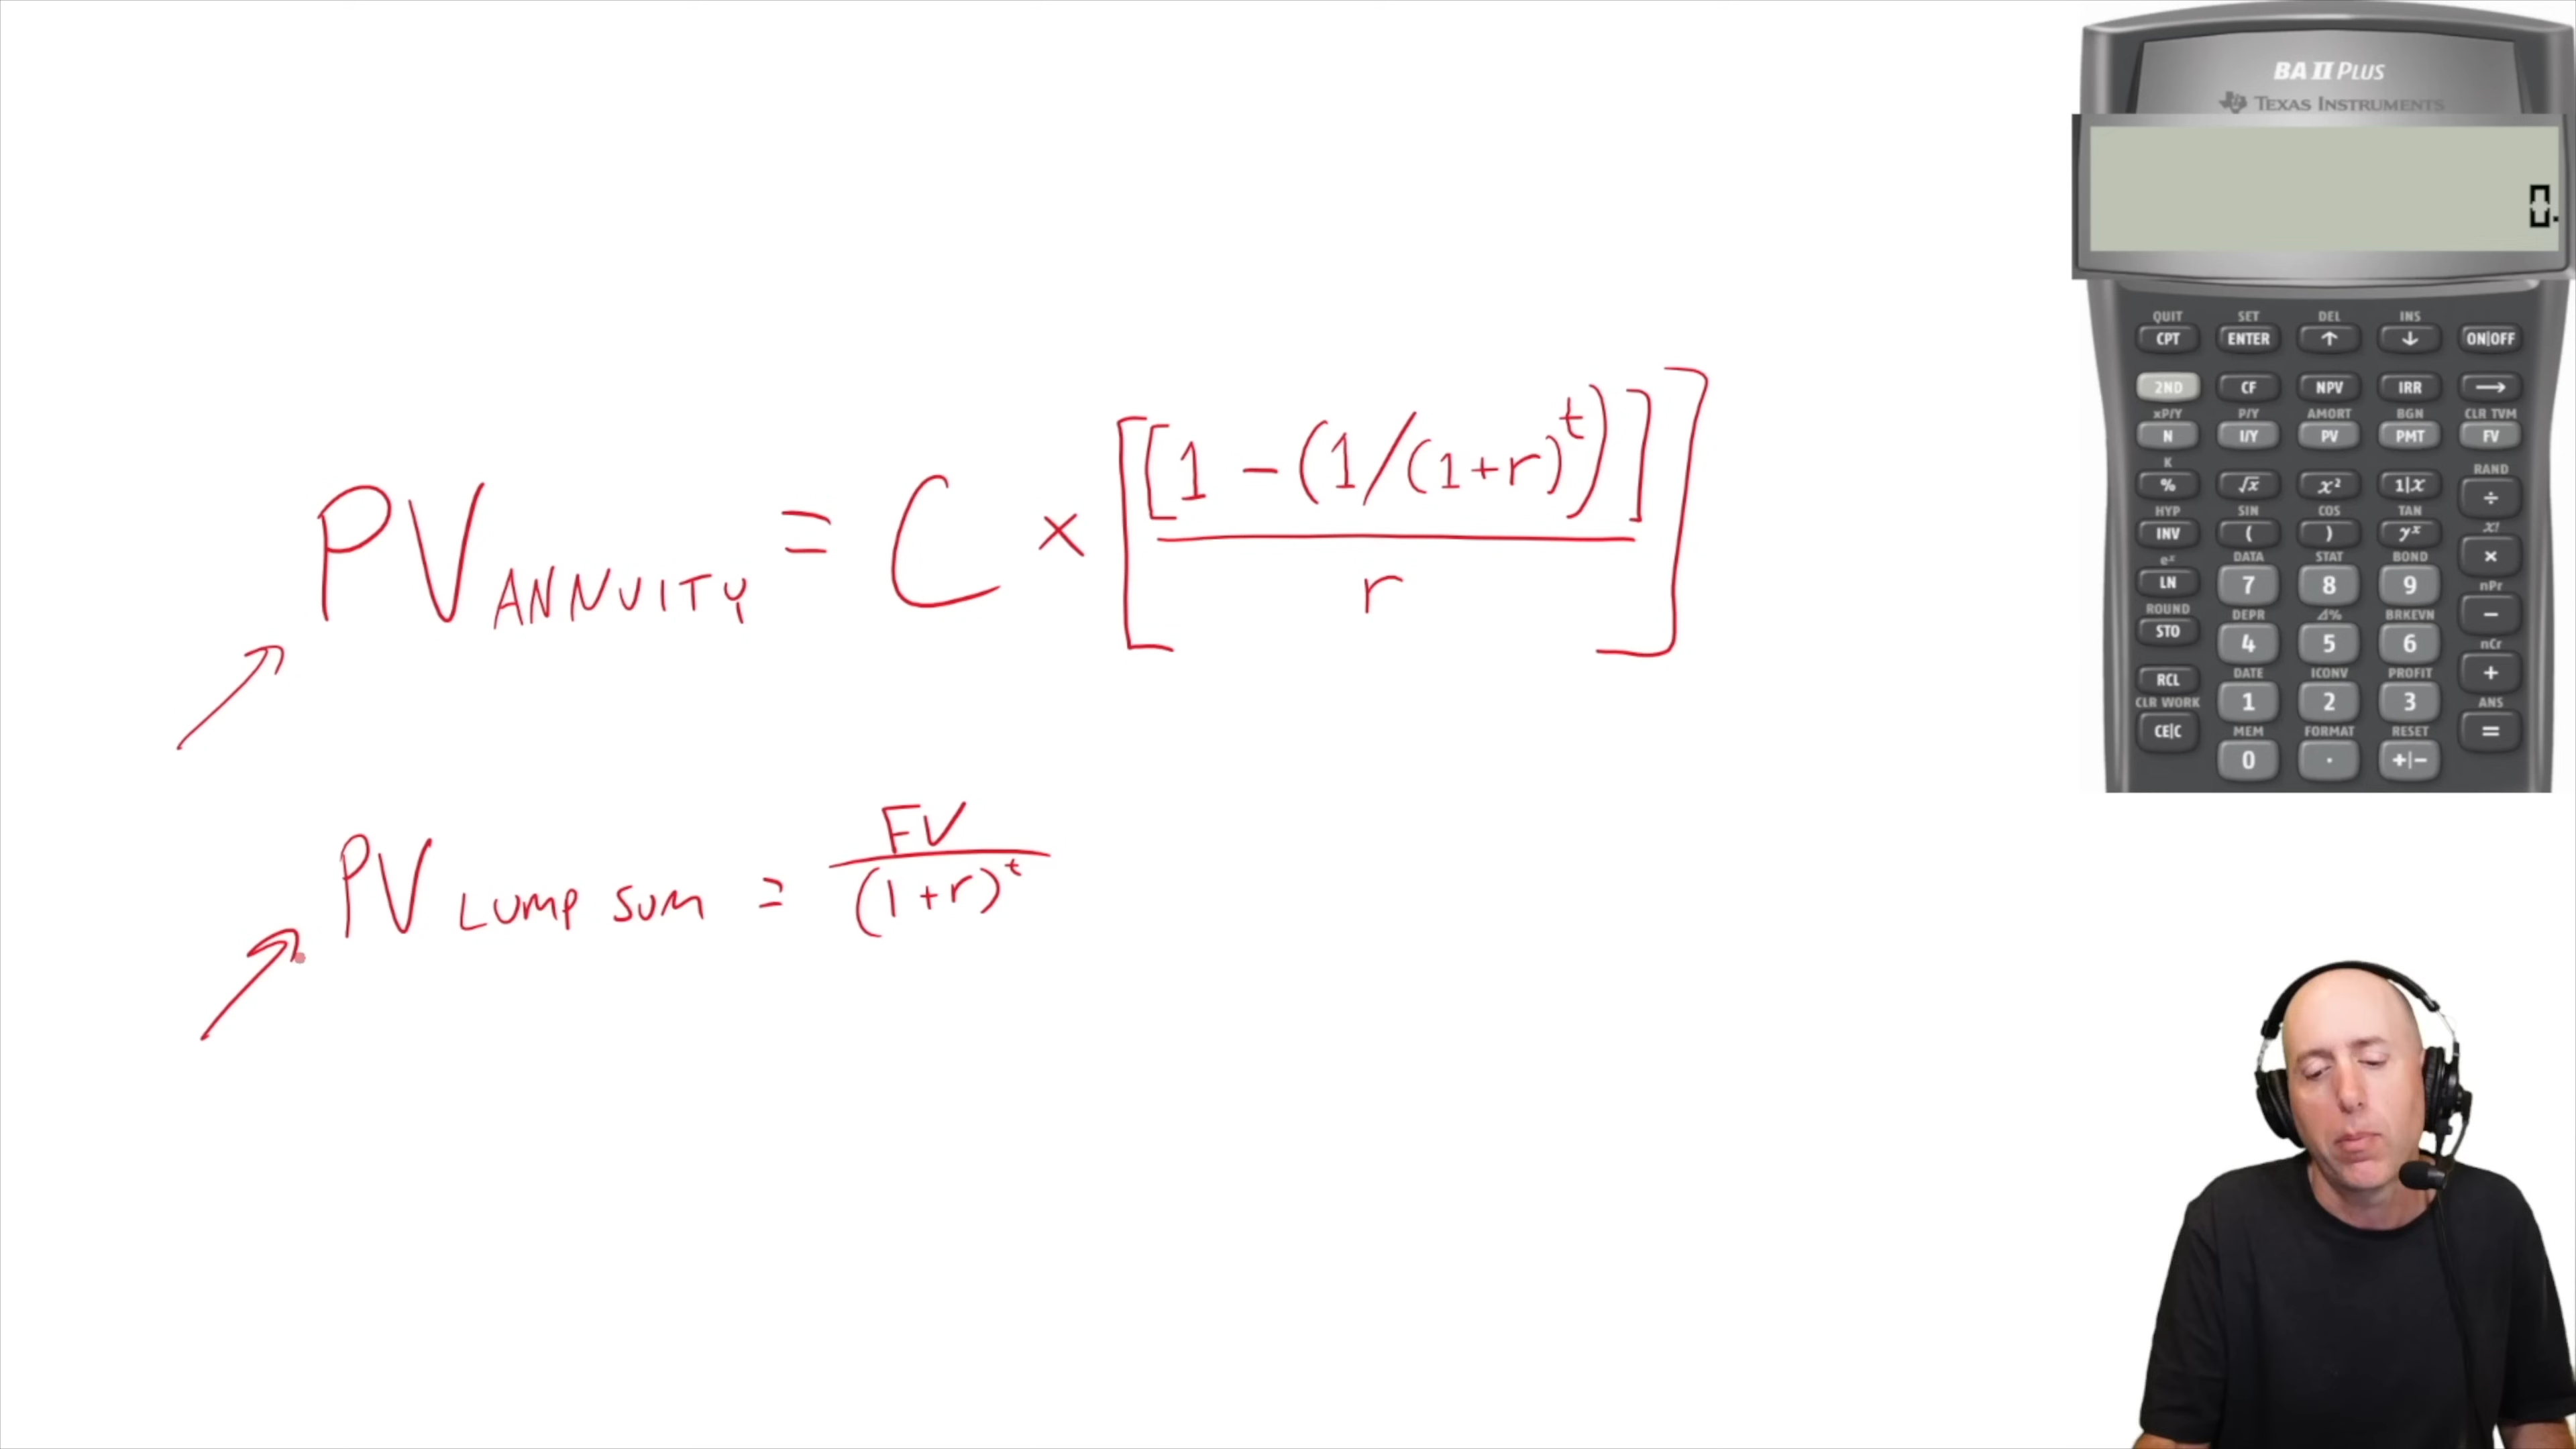 PV ANNUITY = C × [[1 - (1/(1+r)^t)] / r]
PV LUMP SUM = FV / (1+r)^t
BA II PLUS
TEXAS INSTRUMENTS
0.
QUIT SET DEL INS
CPT ENTER ↑ ↓ ON|OFF
2ND CF NPV IRR →
xP/Y P/Y AMORT BGN CLR TVM
N I/Y PV PMT FV
K RAND
% √x x² 1|x ÷
HYP SIN COS TAN x!
INV ( ) yˣ ×
eˣ DATA STAT BOND nPr
LN 7 8 9 −
ROUND DEPR Δ% BRKEVN nCr
STO 4 5 6 +
DATE ICONV PROFIT ANS
RCL 1 2 3 =
CLR WORK MEM FORMAT RESET
CE|C 0 . +|−